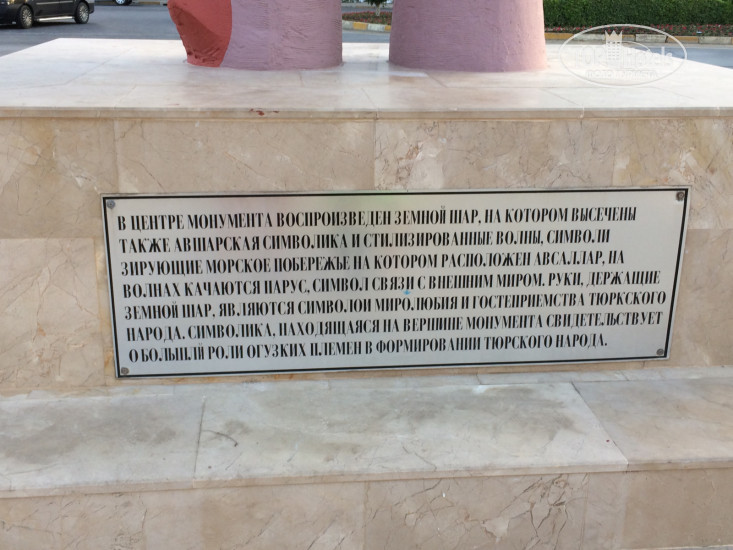 В ЦЕНТРЕ МОНУМЕНТА ВОСПРОИЗВЕДЕН ЗЕМНОЙ ШАР, НА КОТОРОМ ВЫСЕЧЕНЫ
ТАКЖЕ АВШАРСКАЯ СИМВОЛИКА И СТИЛИЗИРОВАННЫЕ ВОЛНЫ, СИМВОЛИ
ЗИРУЮЩИЕ МОРСКОЕ ПОБЕРЕЖЬЕ НА КОТОРОМ РАСПОЛОЖЕН АВСАЛЛАР, НА
ВОЛНАХ КАЧАЮТСЯ ПАРУС, СИМВОЛ СВЯЗИ С ВНЕШНИМ МИРОМ. РУКИ, ДЕРЖАЩИЕ
ЗЕМНОЙ ШАР, ЯВЛЯЮТСЯ СИМВОЛОИ МИРОЛЮБИЯ И ГОСТЕПРИЕМСТВА ТЮРКСКОГО
НАРОДА. СИМВОЛИКА, НАХОДЯЩАЯСЯ НА ВЕРШИНЕ МОНУМЕНТА СВИДЕТЕЛЬСТВУЕТ
О БОЛЬШЙ РОЛИ ОГУЗКИХ ПЛЕМЕН В ФОРМИРОВАНИИ ТЮРСКОГО НАРОДА.